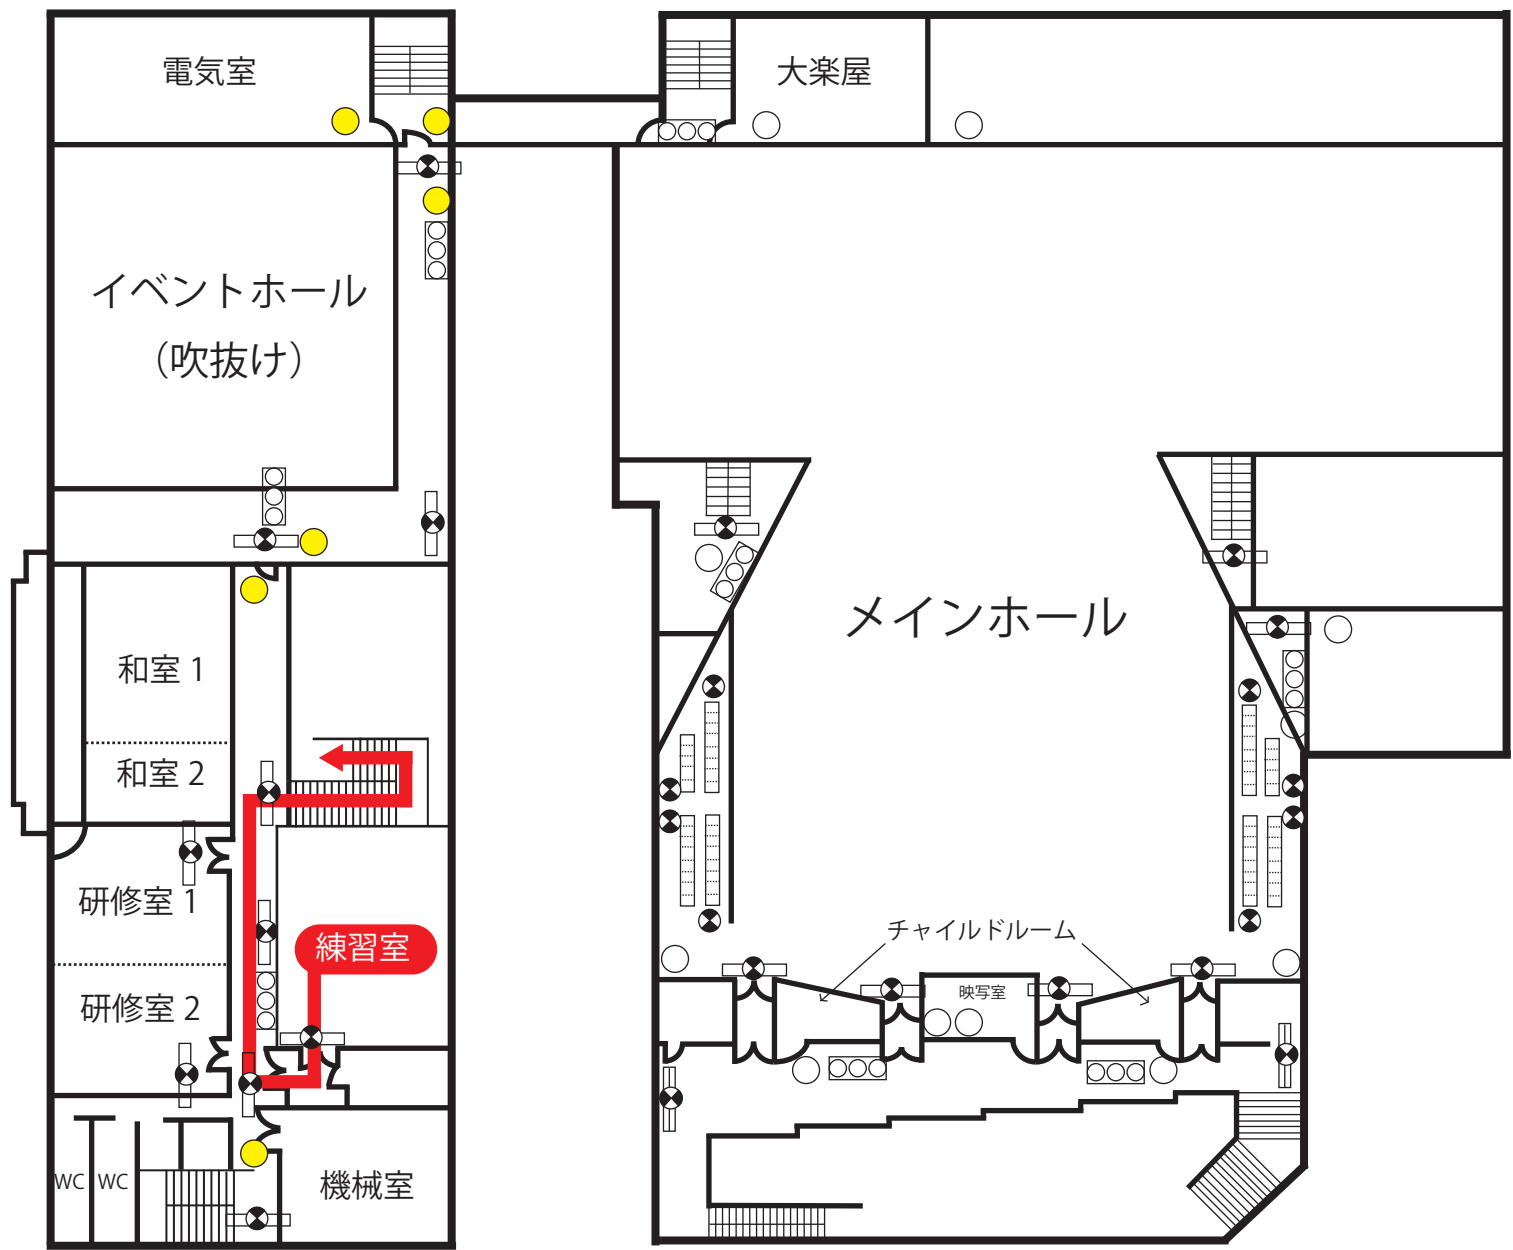 電気室
大楽屋
イベントホール
（吹抜け）
メインホール
和室 1
和室 2
研修室 1
練習室
チャイルドルーム
研修室 2
映写室
WC
WC
機械室